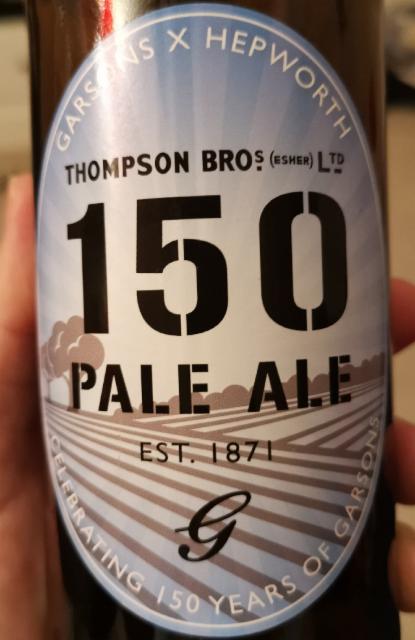 GARSONS X HEPWORTH
THOMPSON BROS. (ESHER) LTD
150
PALE ALE
EST. 1871
G
CELEBRATING 150 YEARS OF GARSONS